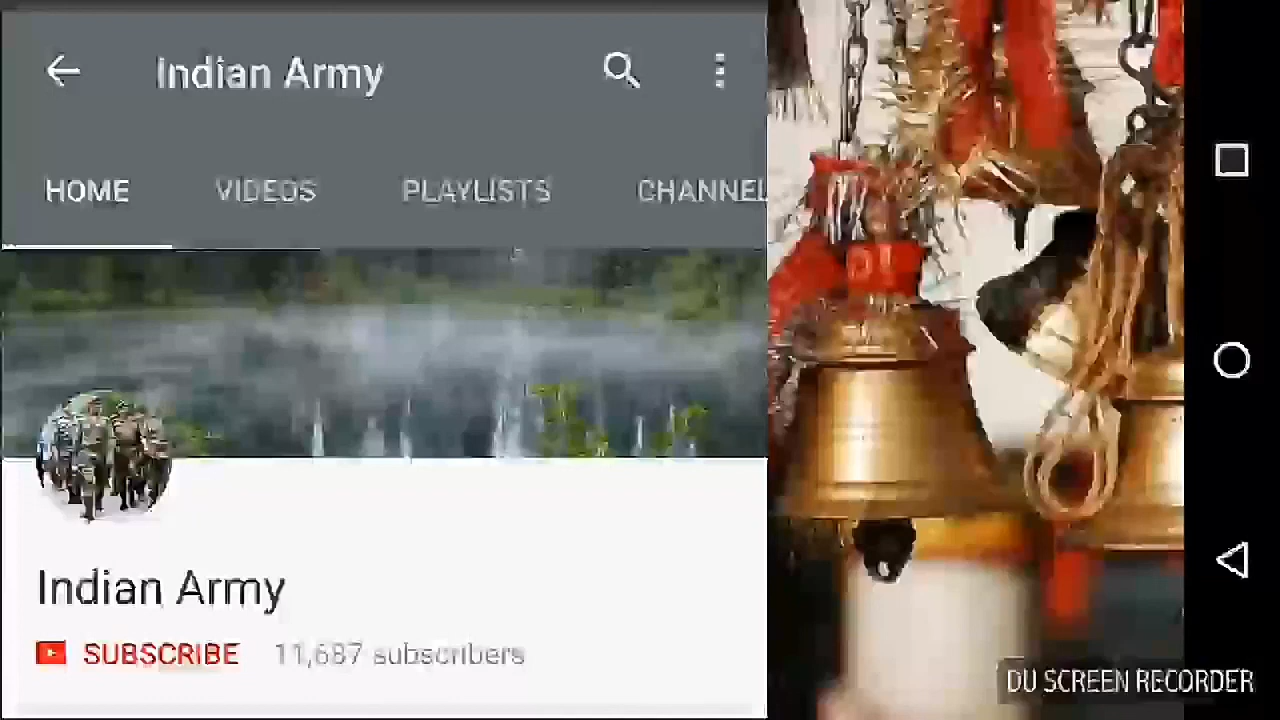 Indian Army
HOME VIDEOS PLAYLISTS CHANNEL
Indian Army
SUBSCRIBE 11,687 subscribers
DU SCREEN RECORDER